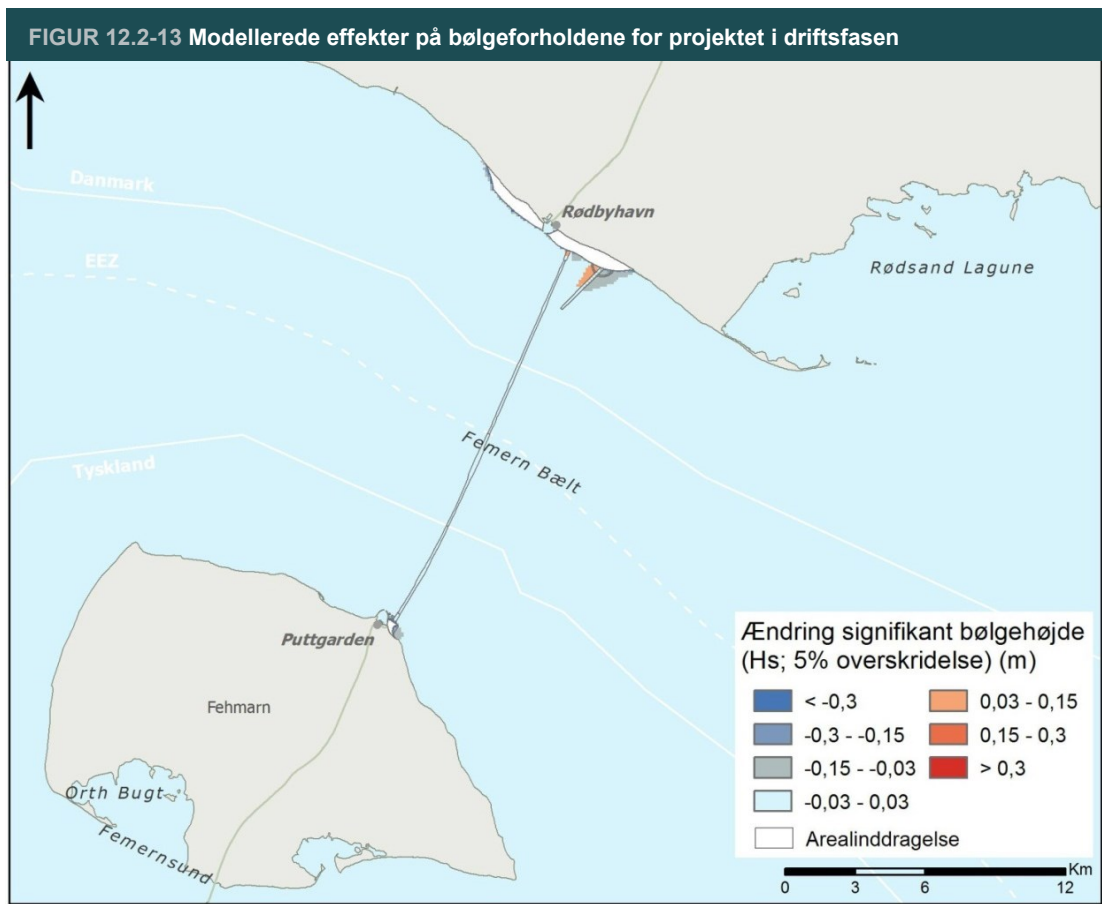 FIGUR 12.2-13 Modellerede effekter på bølgeforholdene for projektet i driftsfasen
Danmark
Rødbyhavn
EEZ
Rødsand Lagune
Femern Bælt
Tyskland
Puttgarden
Fehmarn
Orth Bugt
Femernsund
Ændring signifikant bølgehøjde
(Hs; 5% overskridelse) (m)
< -0,3
-0,3 - -0,15
-0,15 - -0,03
-0,03 - 0,03
0,03 - 0,15
0,15 - 0,3
> 0,3
Arealinddragelse
Km
0 3 6 12